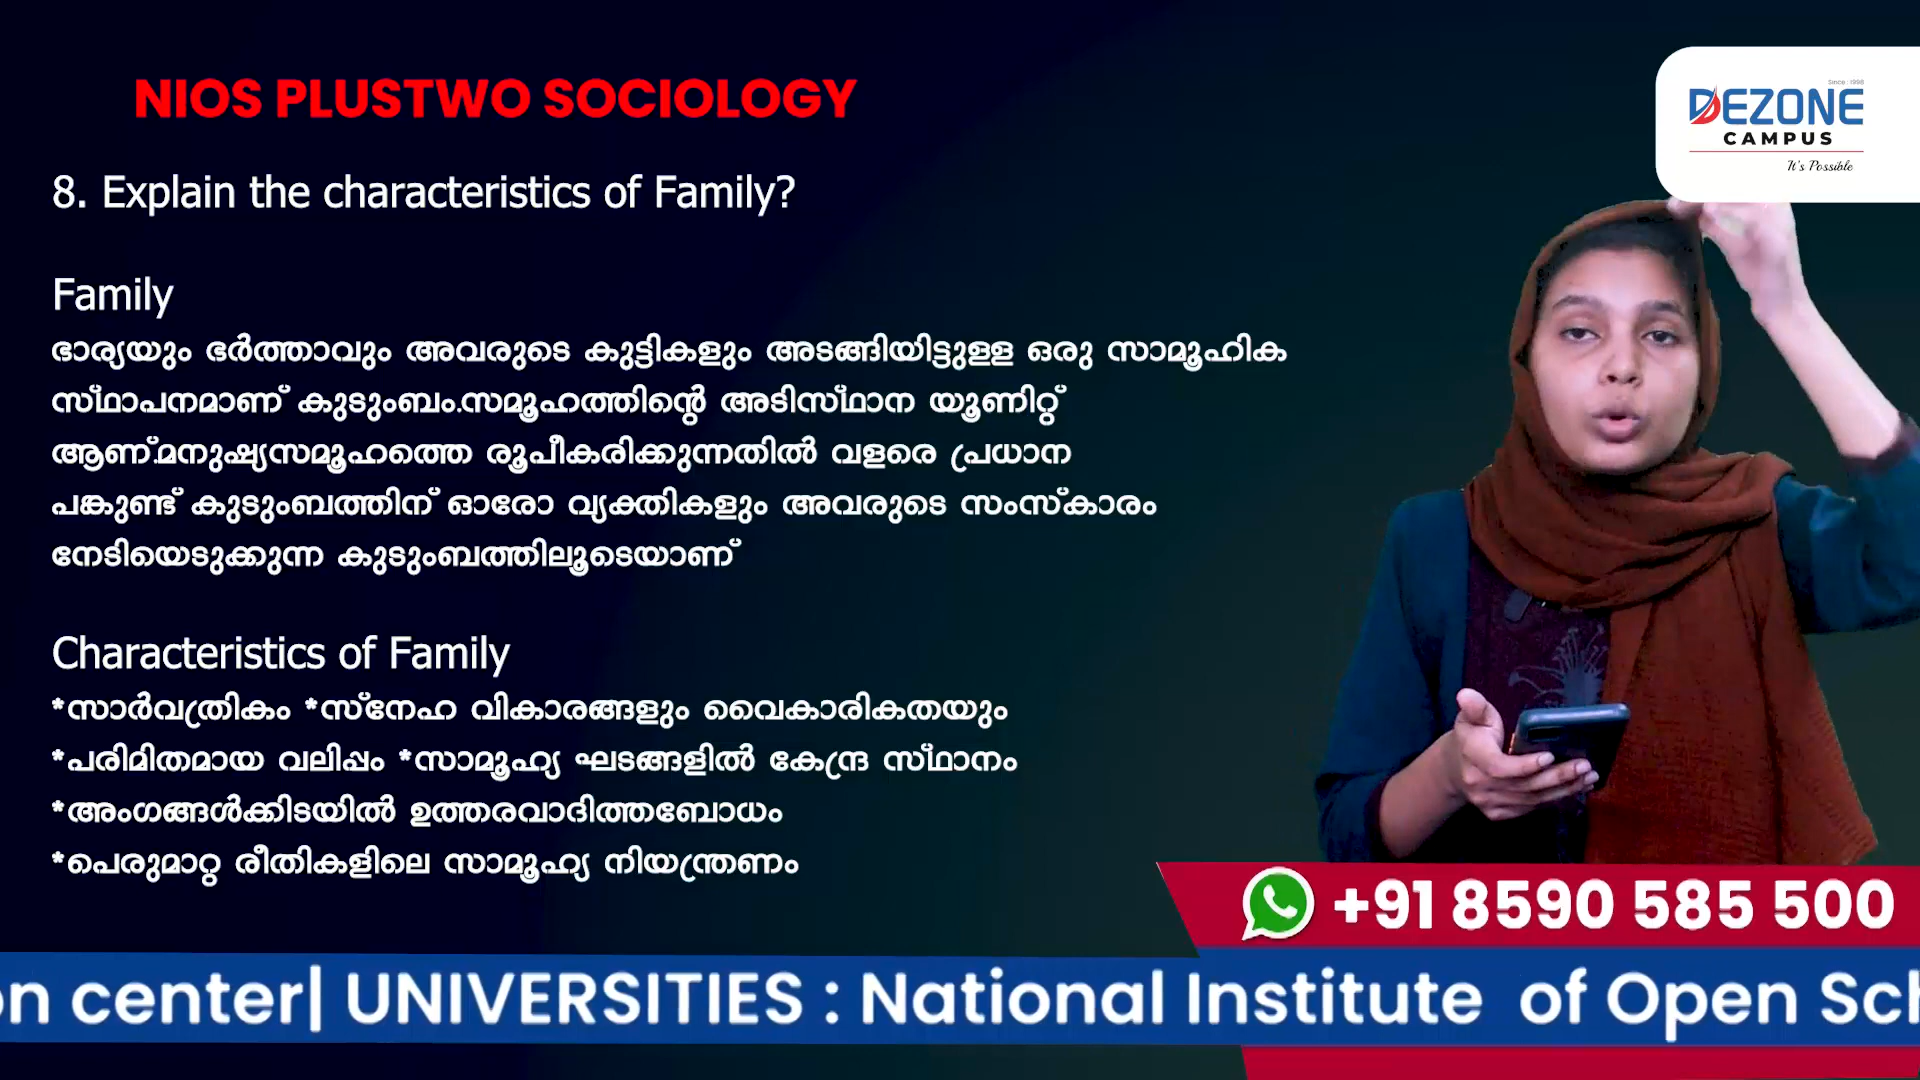 NIOS PLUSTWO SOCIOLOGY
Since : 1998
DEZONE
CAMPUS
It's Possible
8. Explain the characteristics of Family?
Family
ഭാര്യയും ഭർത്താവും അവരുടെ കുട്ടികളും അടങ്ങിയിട്ടുള്ള ഒരു സാമൂഹിക
സ്ഥാപനമാണ് കുടുംബം.സമൂഹത്തിന്റെ അടിസ്ഥാന യൂണിറ്റ്
ആണ്.മനുഷ്യസമൂഹത്തെ രൂപീകരിക്കുന്നതിൽ വളരെ പ്രധാന
പങ്കുണ്ട് കുടുംബത്തിന് ഓരോ വ്യക്തികളും അവരുടെ സംസ്കാരം
നേടിയെടുക്കുന്ന കുടുംബത്തിലൂടെയാണ്
Characteristics of Family
*സാർവത്രികം *സ്നേഹ വികാരങ്ങളും വൈകാരികതയും
*പരിമിതമായ വലിപ്പം *സാമൂഹ്യ ഘടങ്ങളിൽ കേന്ദ്ര സ്ഥാനം
*അംഗങ്ങൾക്കിടയിൽ ഉത്തരവാദിത്തബോധം
*പെരുമാറ്റ രീതികളിലെ സാമൂഹ്യ നിയന്ത്രണം
+91 8590 585 500
on center| UNIVERSITIES : National Institute of Open Sch